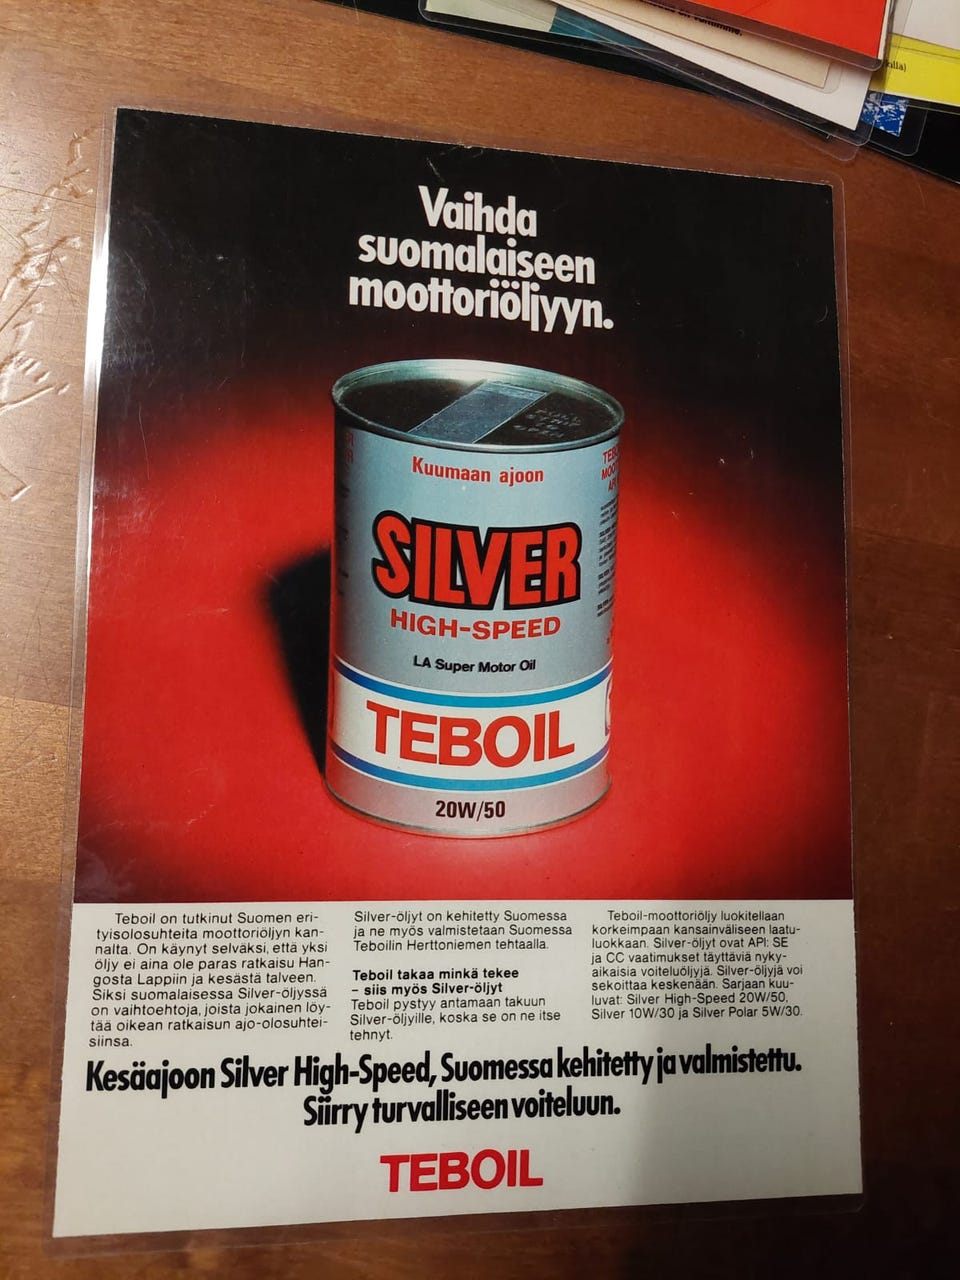 Vaihda
suomalaiseen
moottoriöljyyn.
PULL
STRIP
TO
OPEN
Kuumaan ajoon
SILVER
HIGH-SPEED
LA Super Motor Oil
TEBOIL
20W/50
Teboil on tutkinut Suomen eri-
tyisolosuhteita moottoriöljyn kan-
nalta. On käynyt selväksi, että yksi
öljy ei aina ole paras ratkaisu Han-
gosta Lappiin ja kesästä talveen.
Siksi suomalaisessa Silver-öljyssä
on vaihtoehtoja, joista jokainen löy-
tää oikean ratkaisun ajo-olosuhtei-
siinsa.
Silver-öljyt on kehitetty Suomessa
ja ne myös valmistetaan Suomessa
Teboilin Herttoniemen tehtaalla.
Teboil takaa minkä tekee
– siis myös Silver-öljyt
Teboil pystyy antamaan takuun
Silver-öljyille, koska se on ne itse
tehnyt.
Teboil-moottoriöljy luokitellaan
korkeimpaan kansainväliseen laatu-
luokkaan. Silver-öljyt ovat API: SE
ja CC vaatimukset täyttäviä nyky-
aikaisia voiteluöljyjä. Silver-öljyjä voi
sekoittaa keskenään. Sarjaan kuu-
luvat: Silver High-Speed 20W/50,
Silver 10W/30 ja Silver Polar 5W/30.
Kesäajoon Silver High-Speed, Suomessa kehitetty ja valmistettu.
Siirry turvalliseen voiteluun.
TEBOIL